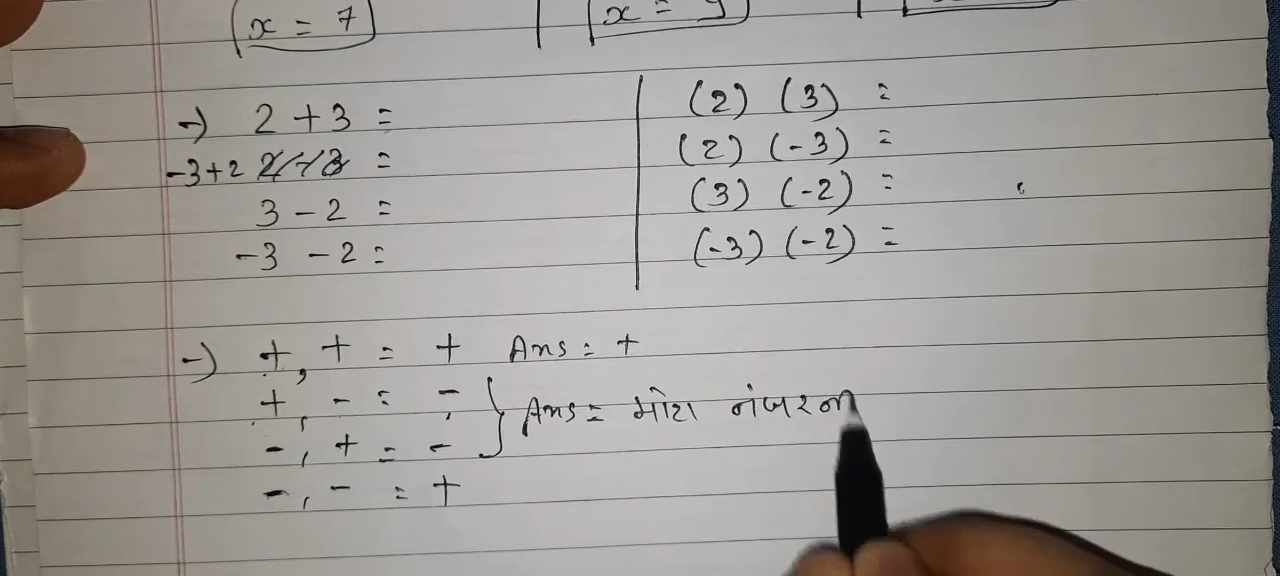 x = 7
x = 9
→ 2 + 3 =
-3+2 =
3 - 2 =
-3 - 2 =
(2) (3) =
(2) (-3) =
(3) (-2) =
(-3) (-2) =
→ +, + = + Ans = +
+, - = -
-, + = -
Ans = મોટા નંબરન
-, - = +